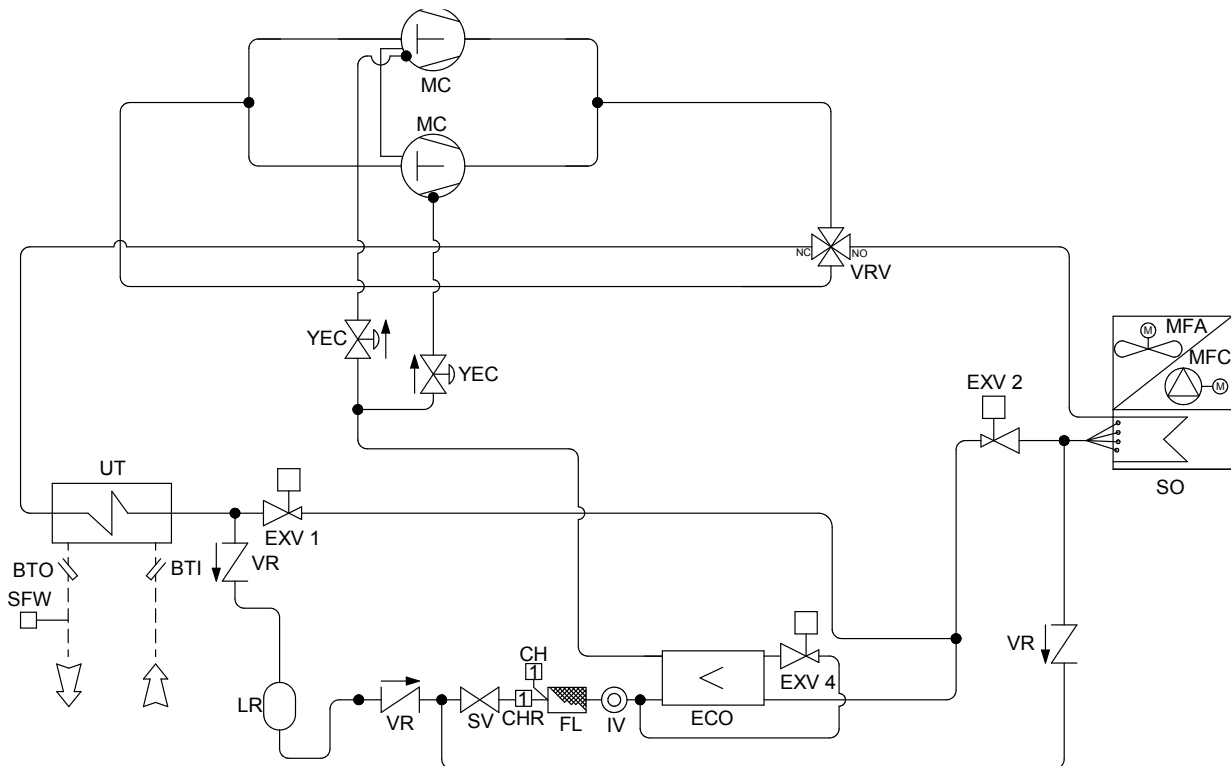 MC
MC
NC
NO
VRV
M
MFA
MFC
M
YEC
YEC
EXV 2
SO
UT
EXV 1
VR
BTO
BTI
SFW
CH
1
EXV 4
VR
LR
VR
SV
1
CHR
FL
IV
ECO